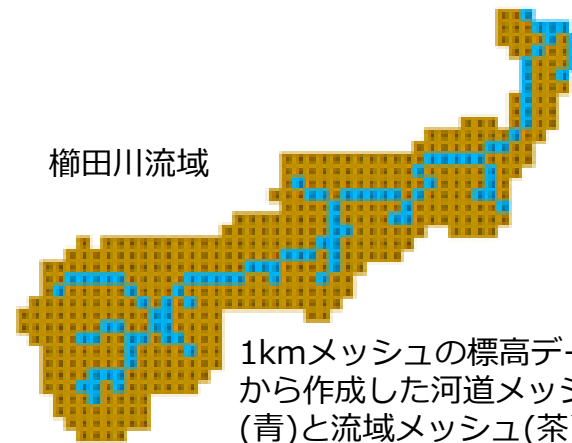 櫛田川流域
1kmメッシュの標高デー
から作成した河道メッシ
(青)と流域メッシュ(茶)